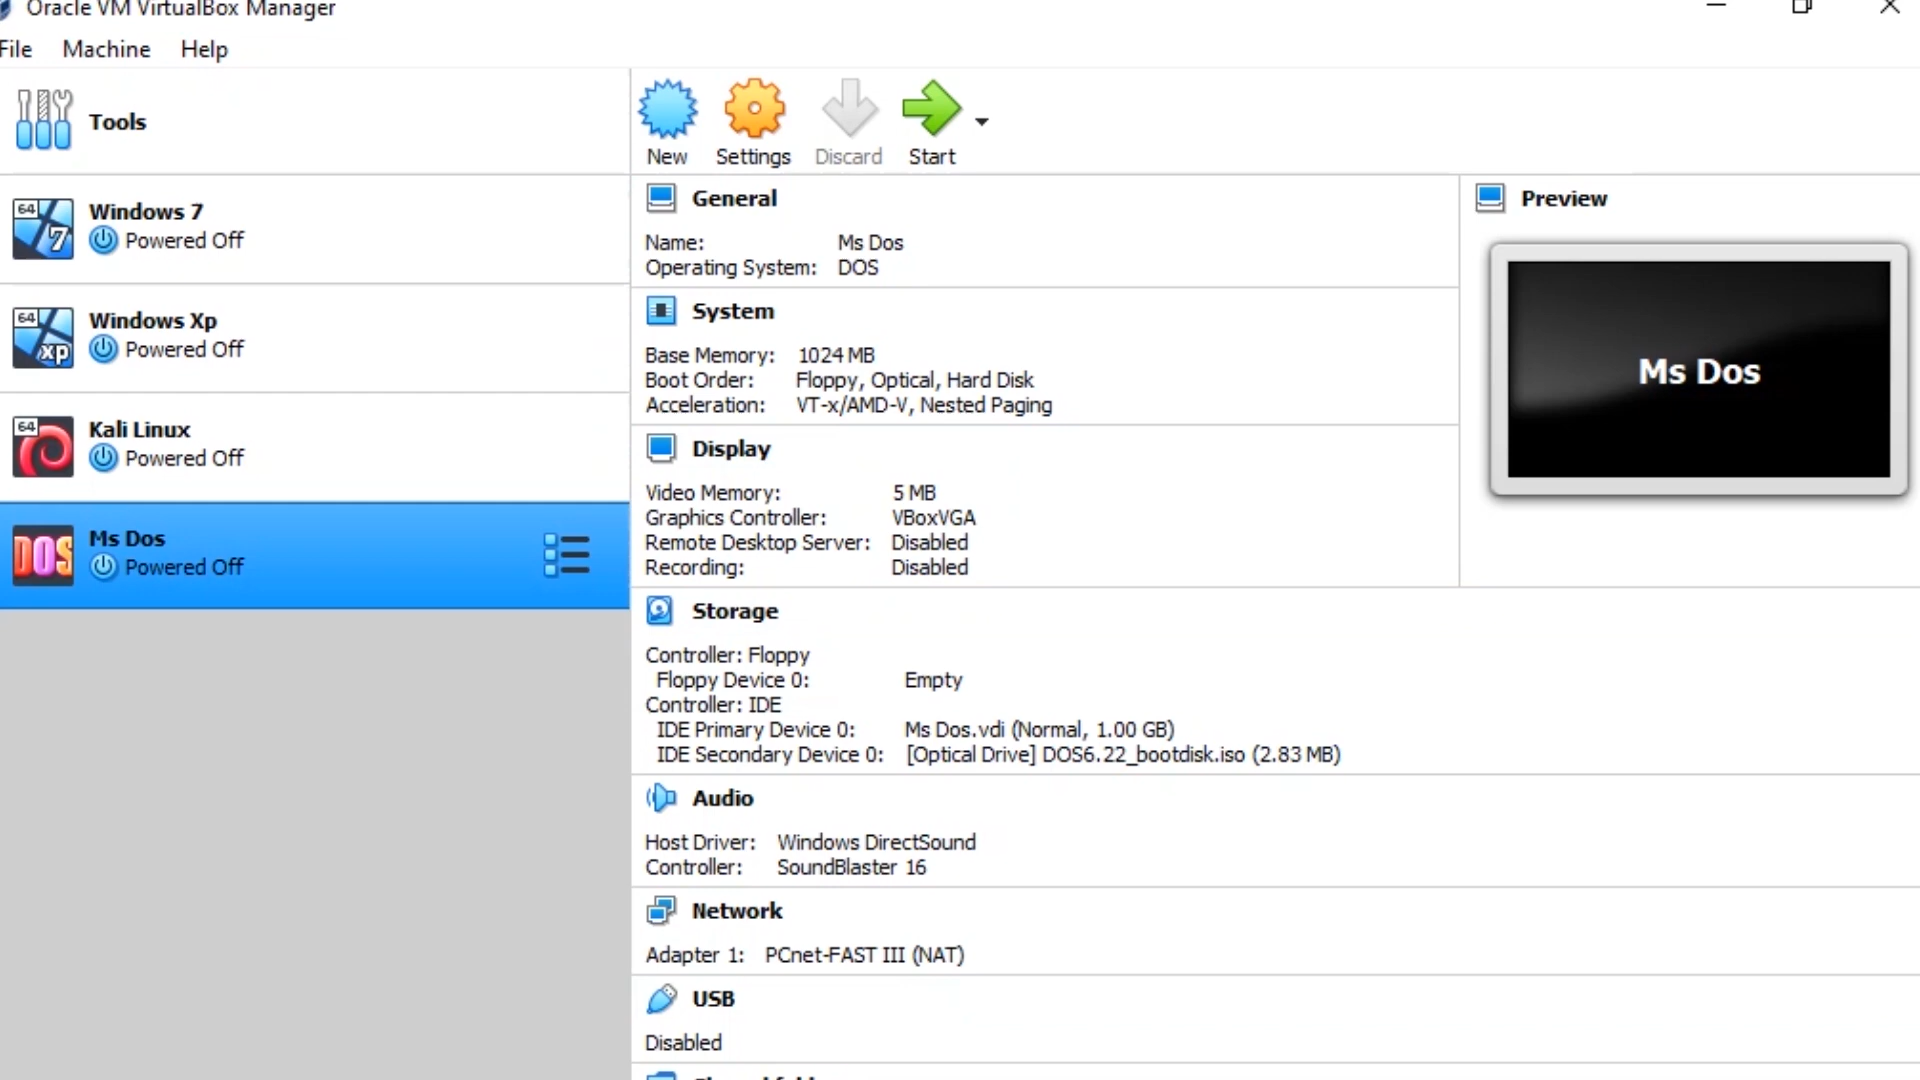 Oracle VM VirtualBox Manager
File Machine Help
Tools
New Settings Discard Start
64
7
Windows 7
Powered Off
64
xp
Windows Xp
Powered Off
64
Kali Linux
Powered Off
DOS
Ms Dos
Powered Off
General
Name: Ms Dos
Operating System: DOS
System
Base Memory: 1024 MB
Boot Order: Floppy, Optical, Hard Disk
Acceleration: VT-x/AMD-V, Nested Paging
Display
Video Memory: 5 MB
Graphics Controller: VBoxVGA
Remote Desktop Server: Disabled
Recording: Disabled
Preview
Ms Dos
Storage
Controller: Floppy
Floppy Device 0: Empty
Controller: IDE
IDE Primary Device 0: Ms Dos.vdi (Normal, 1.00 GB)
IDE Secondary Device 0: [Optical Drive] DOS6.22_bootdisk.iso (2.83 MB)
Audio
Host Driver: Windows DirectSound
Controller: SoundBlaster 16
Network
Adapter 1: PCnet-FAST III (NAT)
USB
Disabled